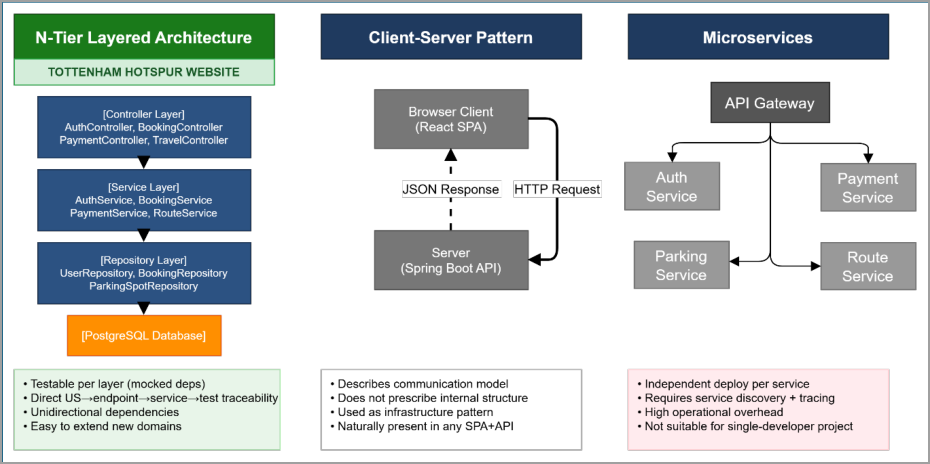 N-Tier Layered Architecture
TOTTENHAM HOTSPUR WEBSITE
[Controller Layer]
AuthController, BookingController
PaymentController, TravelController
[Service Layer]
AuthService, BookingService
PaymentService, RouteService
[Repository Layer]
UserRepository, BookingRepository
ParkingSpotRepository
[PostgreSQL Database]
• Testable per layer (mocked deps)
• Direct US→endpoint→service→test traceability
• Unidirectional dependencies
• Easy to extend new domains
Client-Server Pattern
Browser Client
(React SPA)
JSON Response
HTTP Request
Server
(Spring Boot API)
• Describes communication model
• Does not prescribe internal structure
• Used as infrastructure pattern
• Naturally present in any SPA+API
Microservices
API Gateway
Auth
Service
Payment
Service
Parking
Service
Route
Service
• Independent deploy per service
• Requires service discovery + tracing
• High operational overhead
• Not suitable for single-developer project